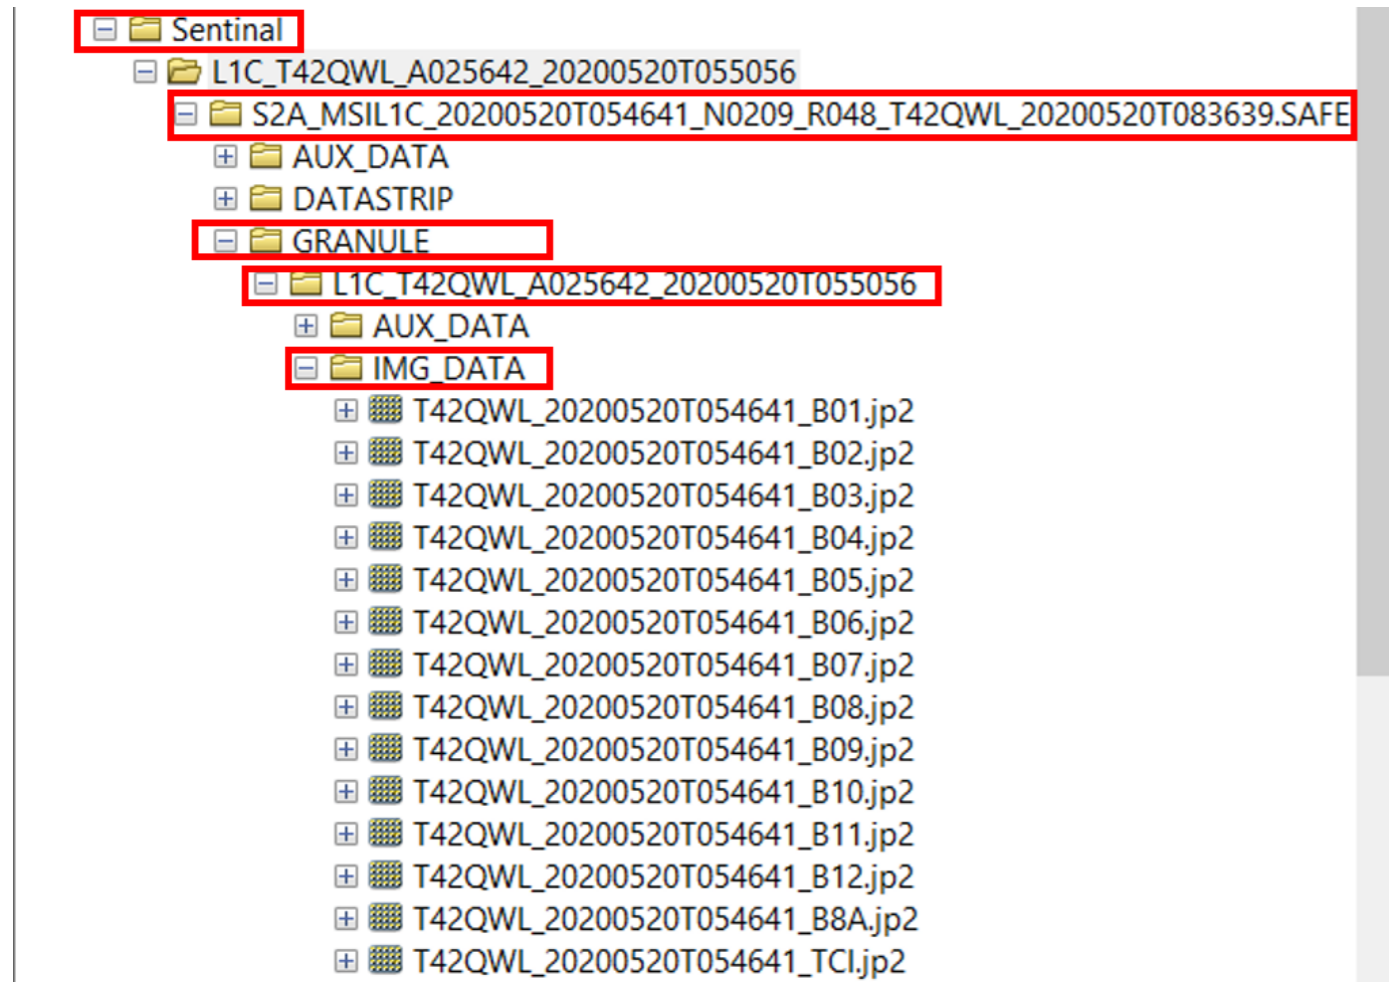 Sentinal
L1C_T42QWL_A025642_20200520T055056
S2A_MSIL1C_20200520T054641_N0209_R048_T42QWL_20200520T083639.SAFE
AUX_DATA
DATASTRIP
GRANULE
L1C_T42QWL_A025642_20200520T055056
AUX_DATA
IMG_DATA
T42QWL_20200520T054641_B01.jp2
T42QWL_20200520T054641_B02.jp2
T42QWL_20200520T054641_B03.jp2
T42QWL_20200520T054641_B04.jp2
T42QWL_20200520T054641_B05.jp2
T42QWL_20200520T054641_B06.jp2
T42QWL_20200520T054641_B07.jp2
T42QWL_20200520T054641_B08.jp2
T42QWL_20200520T054641_B09.jp2
T42QWL_20200520T054641_B10.jp2
T42QWL_20200520T054641_B11.jp2
T42QWL_20200520T054641_B12.jp2
T42QWL_20200520T054641_B8A.jp2
T42QWL_20200520T054641_TCI.jp2